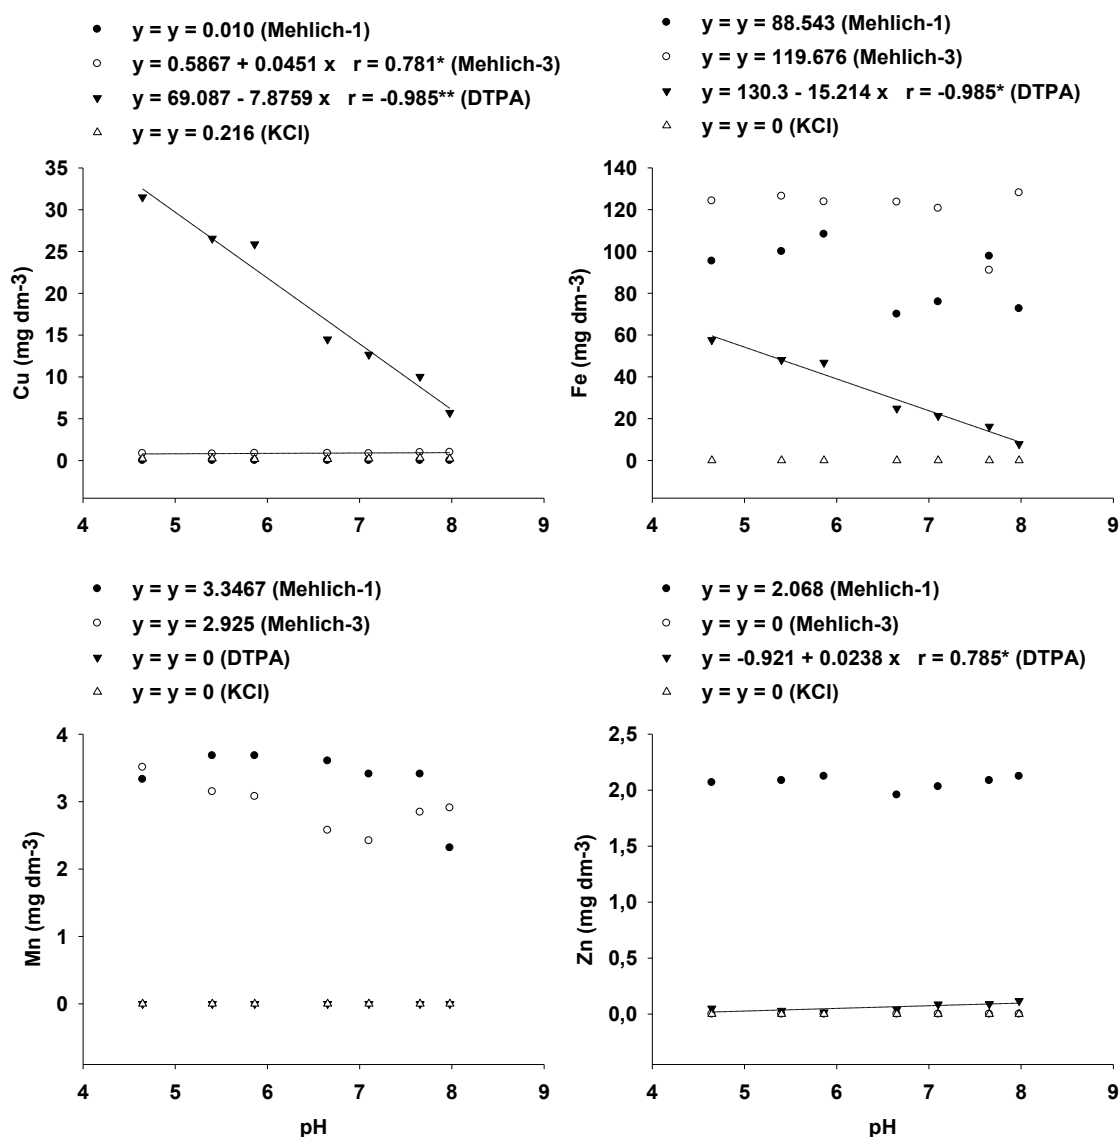 y = y = 0.010 (Mehlich-1)
y = 0.5867 + 0.0451 x r = 0.781* (Mehlich-3)
y = 69.087 - 7.8759 x r = -0.985** (DTPA)
y = y = 0.216 (KCl)
35
30
25
20
15
10
5
0
Cu (mg dm-3)
4 5 6 7 8 9
y = y = 88.543 (Mehlich-1)
y = y = 119.676 (Mehlich-3)
y = 130.3 - 15.214 x r = -0.985* (DTPA)
y = y = 0 (KCl)
140
120
100
80
60
40
20
0
Fe (mg dm-3)
4 5 6 7 8 9
y = y = 3.3467 (Mehlich-1)
y = y = 2.925 (Mehlich-3)
y = y = 0 (DTPA)
y = y = 0 (KCl)
4
3
2
1
0
Mn (mg dm-3)
4 5 6 7 8 9
pH
y = y = 2.068 (Mehlich-1)
y = y = 0 (Mehlich-3)
y = -0.921 + 0.0238 x r = 0.785* (DTPA)
y = y = 0 (KCl)
2,5
2,0
1,5
1,0
0,5
0,0
Zn (mg dm-3)
4 5 6 7 8 9
pH